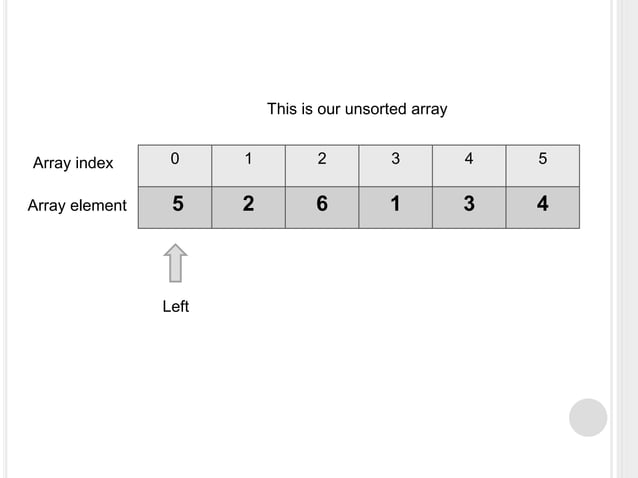 This is our unsorted array
Array index 0 1 2 3 4 5
Array element 5 2 6 1 3 4
Left